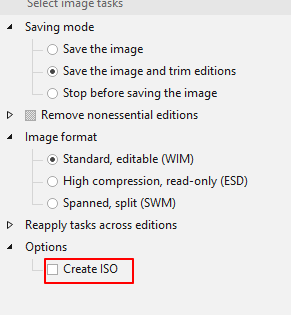 Select image tasks
Saving mode
Save the image
Save the image and trim editions
Stop before saving the image
Remove nonessential editions
Image format
Standard, editable (WIM)
High compression, read-only (ESD)
Spanned, split (SWM)
Reapply tasks across editions
Options
Create ISO